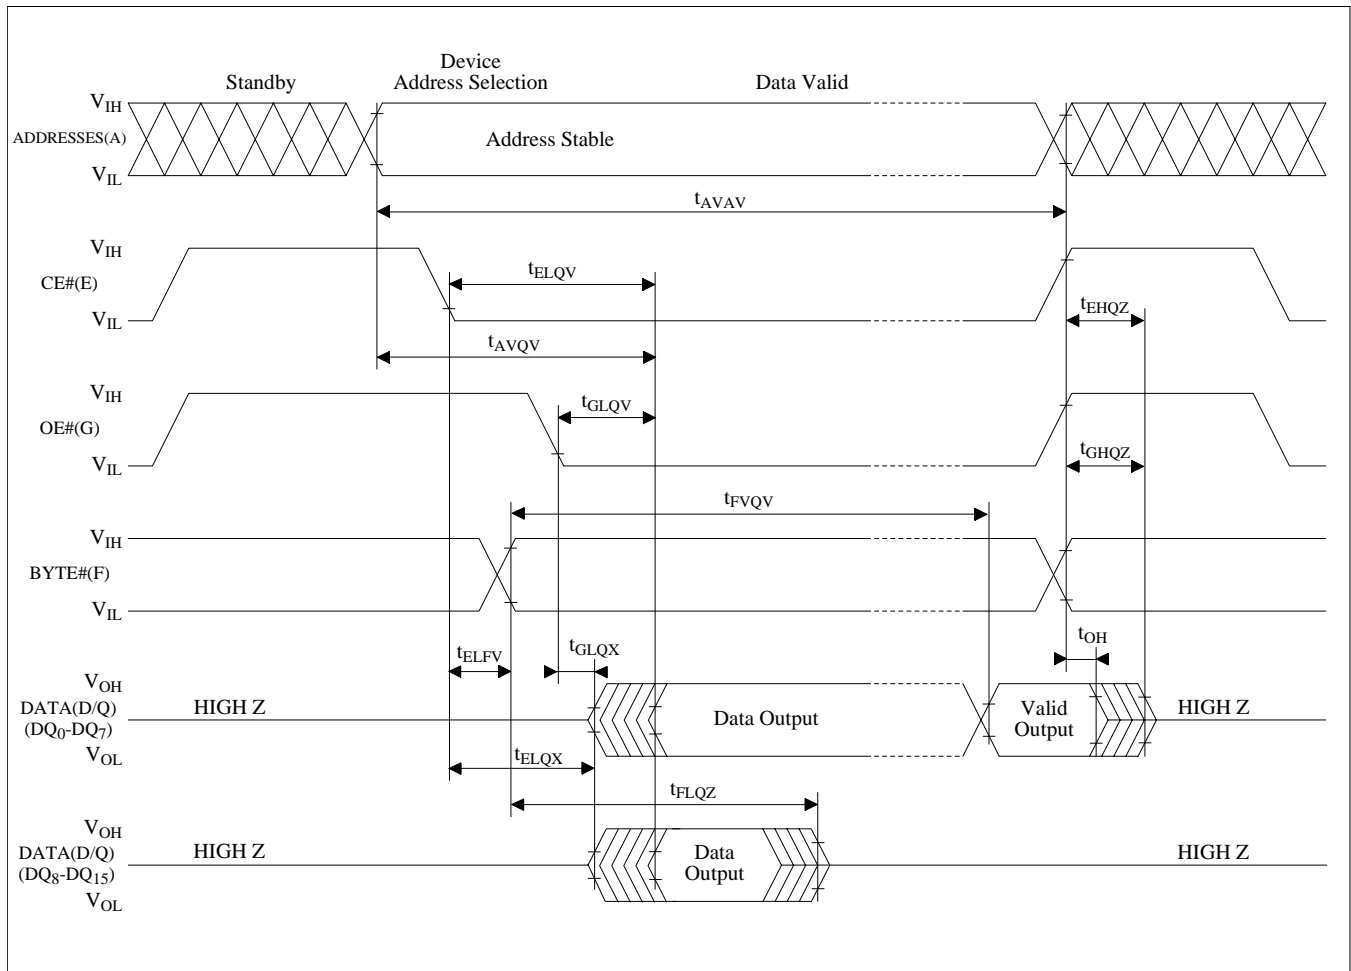 Device
Standby Address Selection Data Valid
VIH
ADDRESSES(A) Address Stable
VIL
tAVAV
VIH
CE#(E) tELQV
VIL tEHQZ
tAVQV
VIH
OE#(G) tGLQV
VIL tGHQZ
tFVQV
VIH
BYTE#(F)
VIL
tELFV tGLQX tOH
VOH
DATA(D/Q) HIGH Z Data Output Valid HIGH Z
(DQ0-DQ7) Output
VOL
tELQX
tFLQZ
VOH
DATA(D/Q) HIGH Z Data HIGH Z
(DQ8-DQ15) Output
VOL